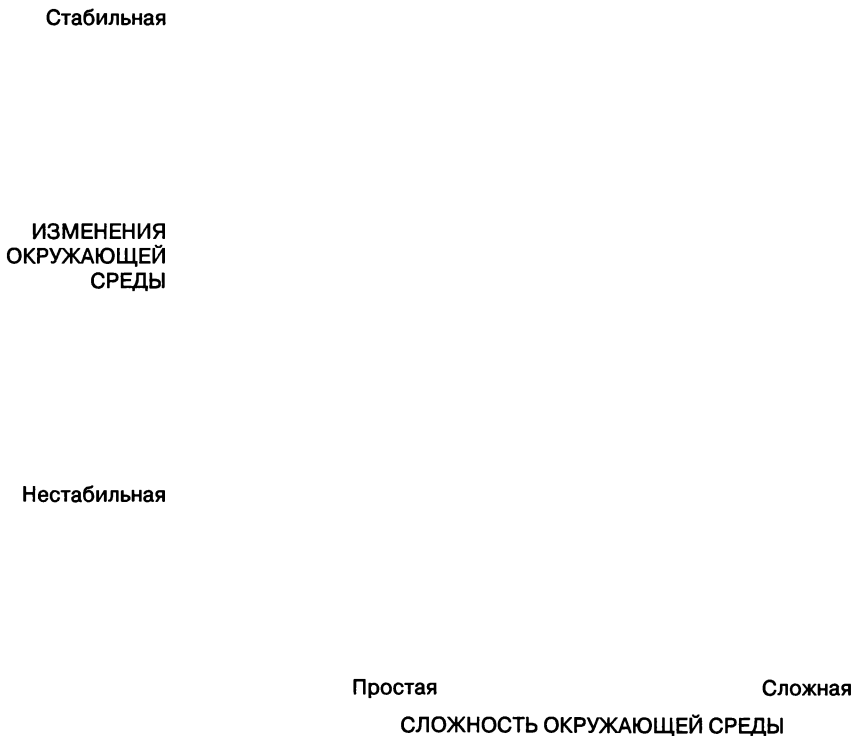 Стабильная
ИЗМЕНЕНИЯ
ОКРУЖАЮЩЕЙ
СРЕДЫ
Нестабильная
Простая Сложная
СЛОЖНОСТЬ ОКРУЖАЮЩЕЙ СРЕДЫ